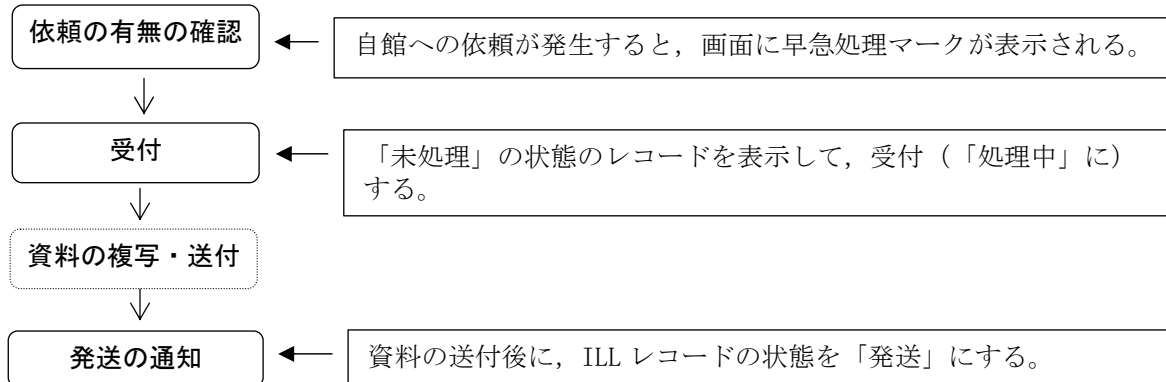 依頼の有無の確認
自館への依頼が発生すると，画面に早急処理マークが表示される。
受付
「未処理」の状態のレコードを表示して，受付（「処理中」に）
する。
資料の複写・送付
発送の通知
資料の送付後に，ILL レコードの状態を「発送」にする。